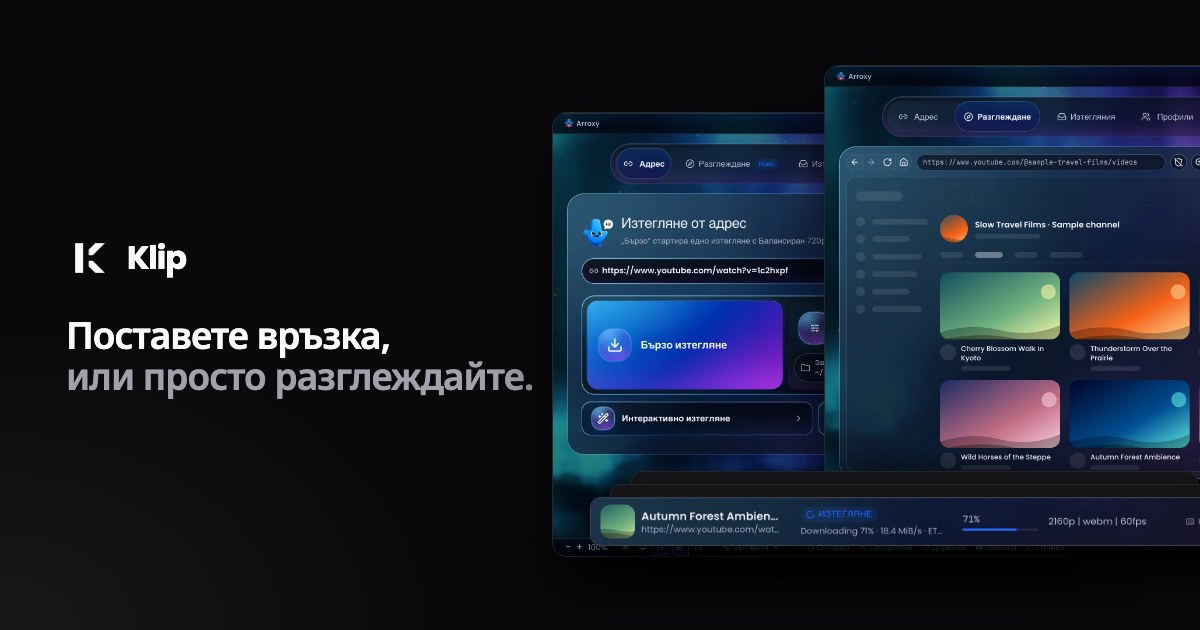 Klip
Поставете връзка,
или просто разглеждайте.
Arroxy
Адрес
Разглеждане
Ново
Изтегляне от адрес
„Бързо“ стартира едно изтегляне с Балансиран 720p
https://www.youtube.com/watch?v=1c2hxpf
Бързо изтегляне
Интерактивно изтегляне
Arroxy
Адрес
Разглеждане
Изтегляния
Профили
https://www.youtube.com/@sample-travel-films/videos
Slow Travel Films · Sample channel
Cherry Blossom Walk in
Kyoto
Thunderstorm Over the
Prairie
Wild Horses of the Steppe
Autumn Forest Ambience
Autumn Forest Ambien...
https://www.youtube.com/wat...
ИЗТЕГЛЯНЕ
Downloading 71% · 18.4 MiB/s · ET...
71%
2160p | webm | 60fps
100%